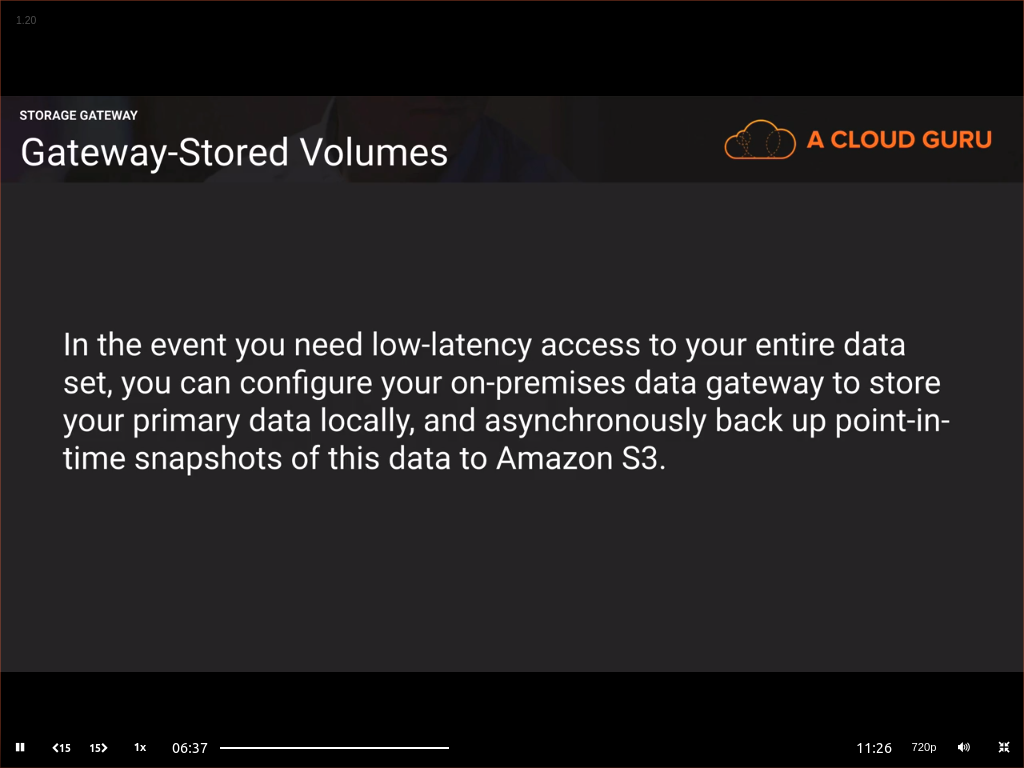 1.20
STORAGE GATEWAY
Gateway-Stored Volumes
A CLOUD GURU
In the event you need low-latency access to your entire data
set, you can configure your on-premises data gateway to store
your primary data locally, and asynchronously back up point-in-
time snapshots of this data to Amazon S3.
15 15 1x 06:37 11:26 720p